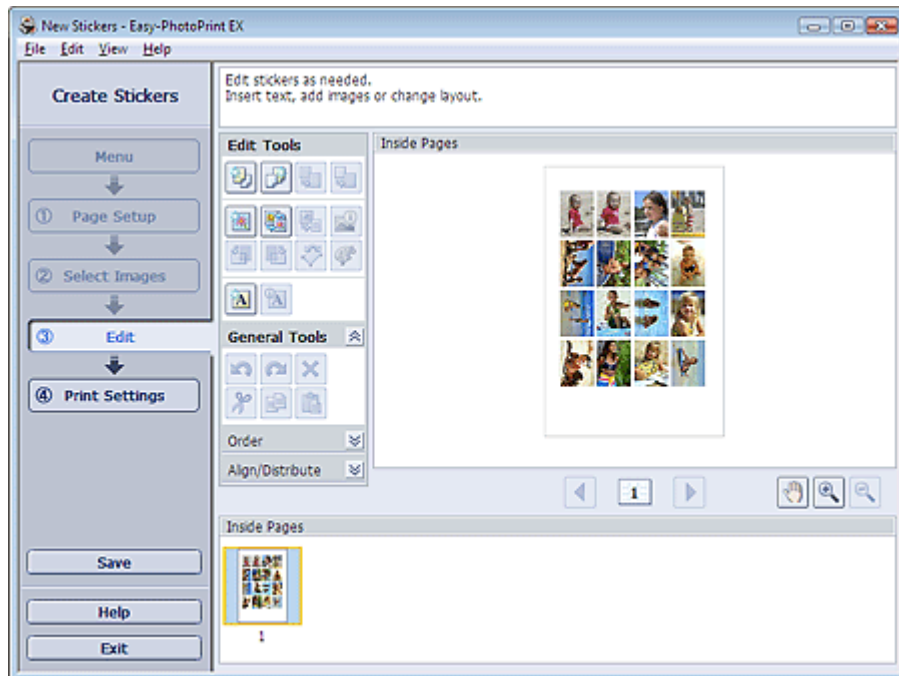 New Stickers - Easy-PhotoPrint EX
File Edit View Help
Create Stickers
Edit stickers as needed.
Insert text, add images or change layout.
Menu
① Page Setup
② Select Images
③ Edit
④ Print Settings
Save
Help
Exit
Edit Tools
A A
General Tools
Order
Align/Distribute
Inside Pages
1
Inside Pages
1